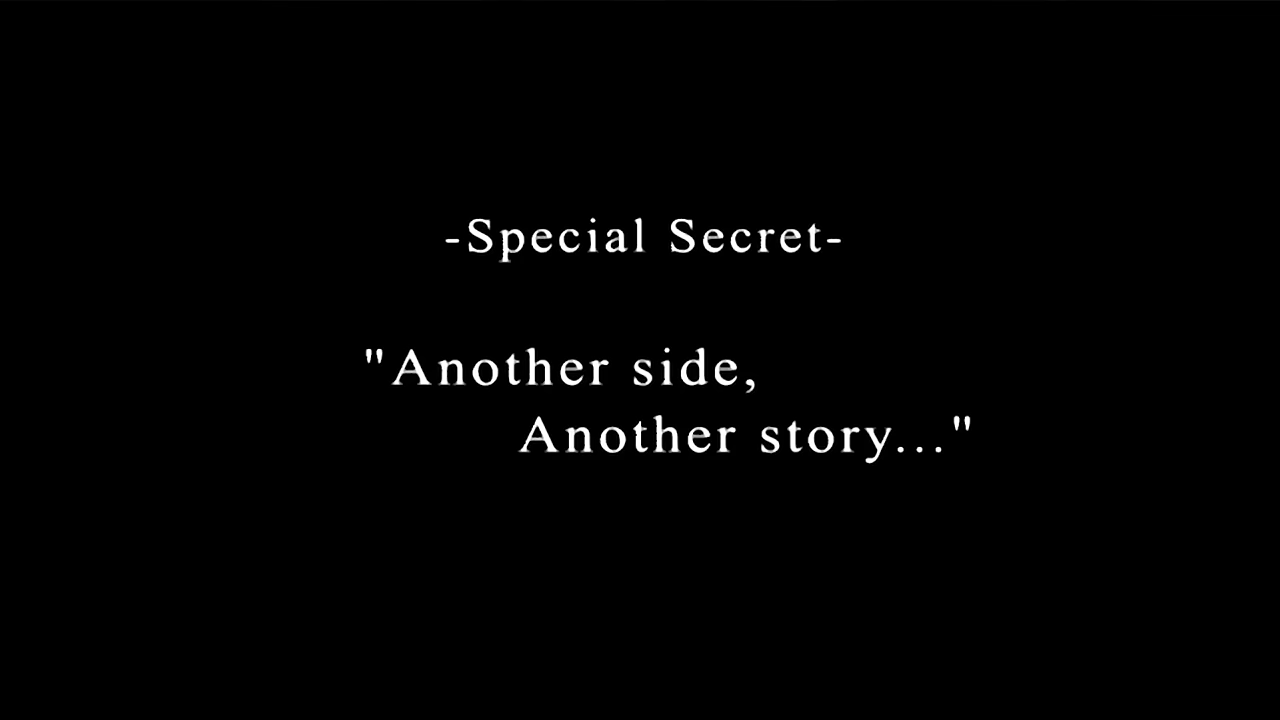 -Special Secret-
"Another side,
Another story..."